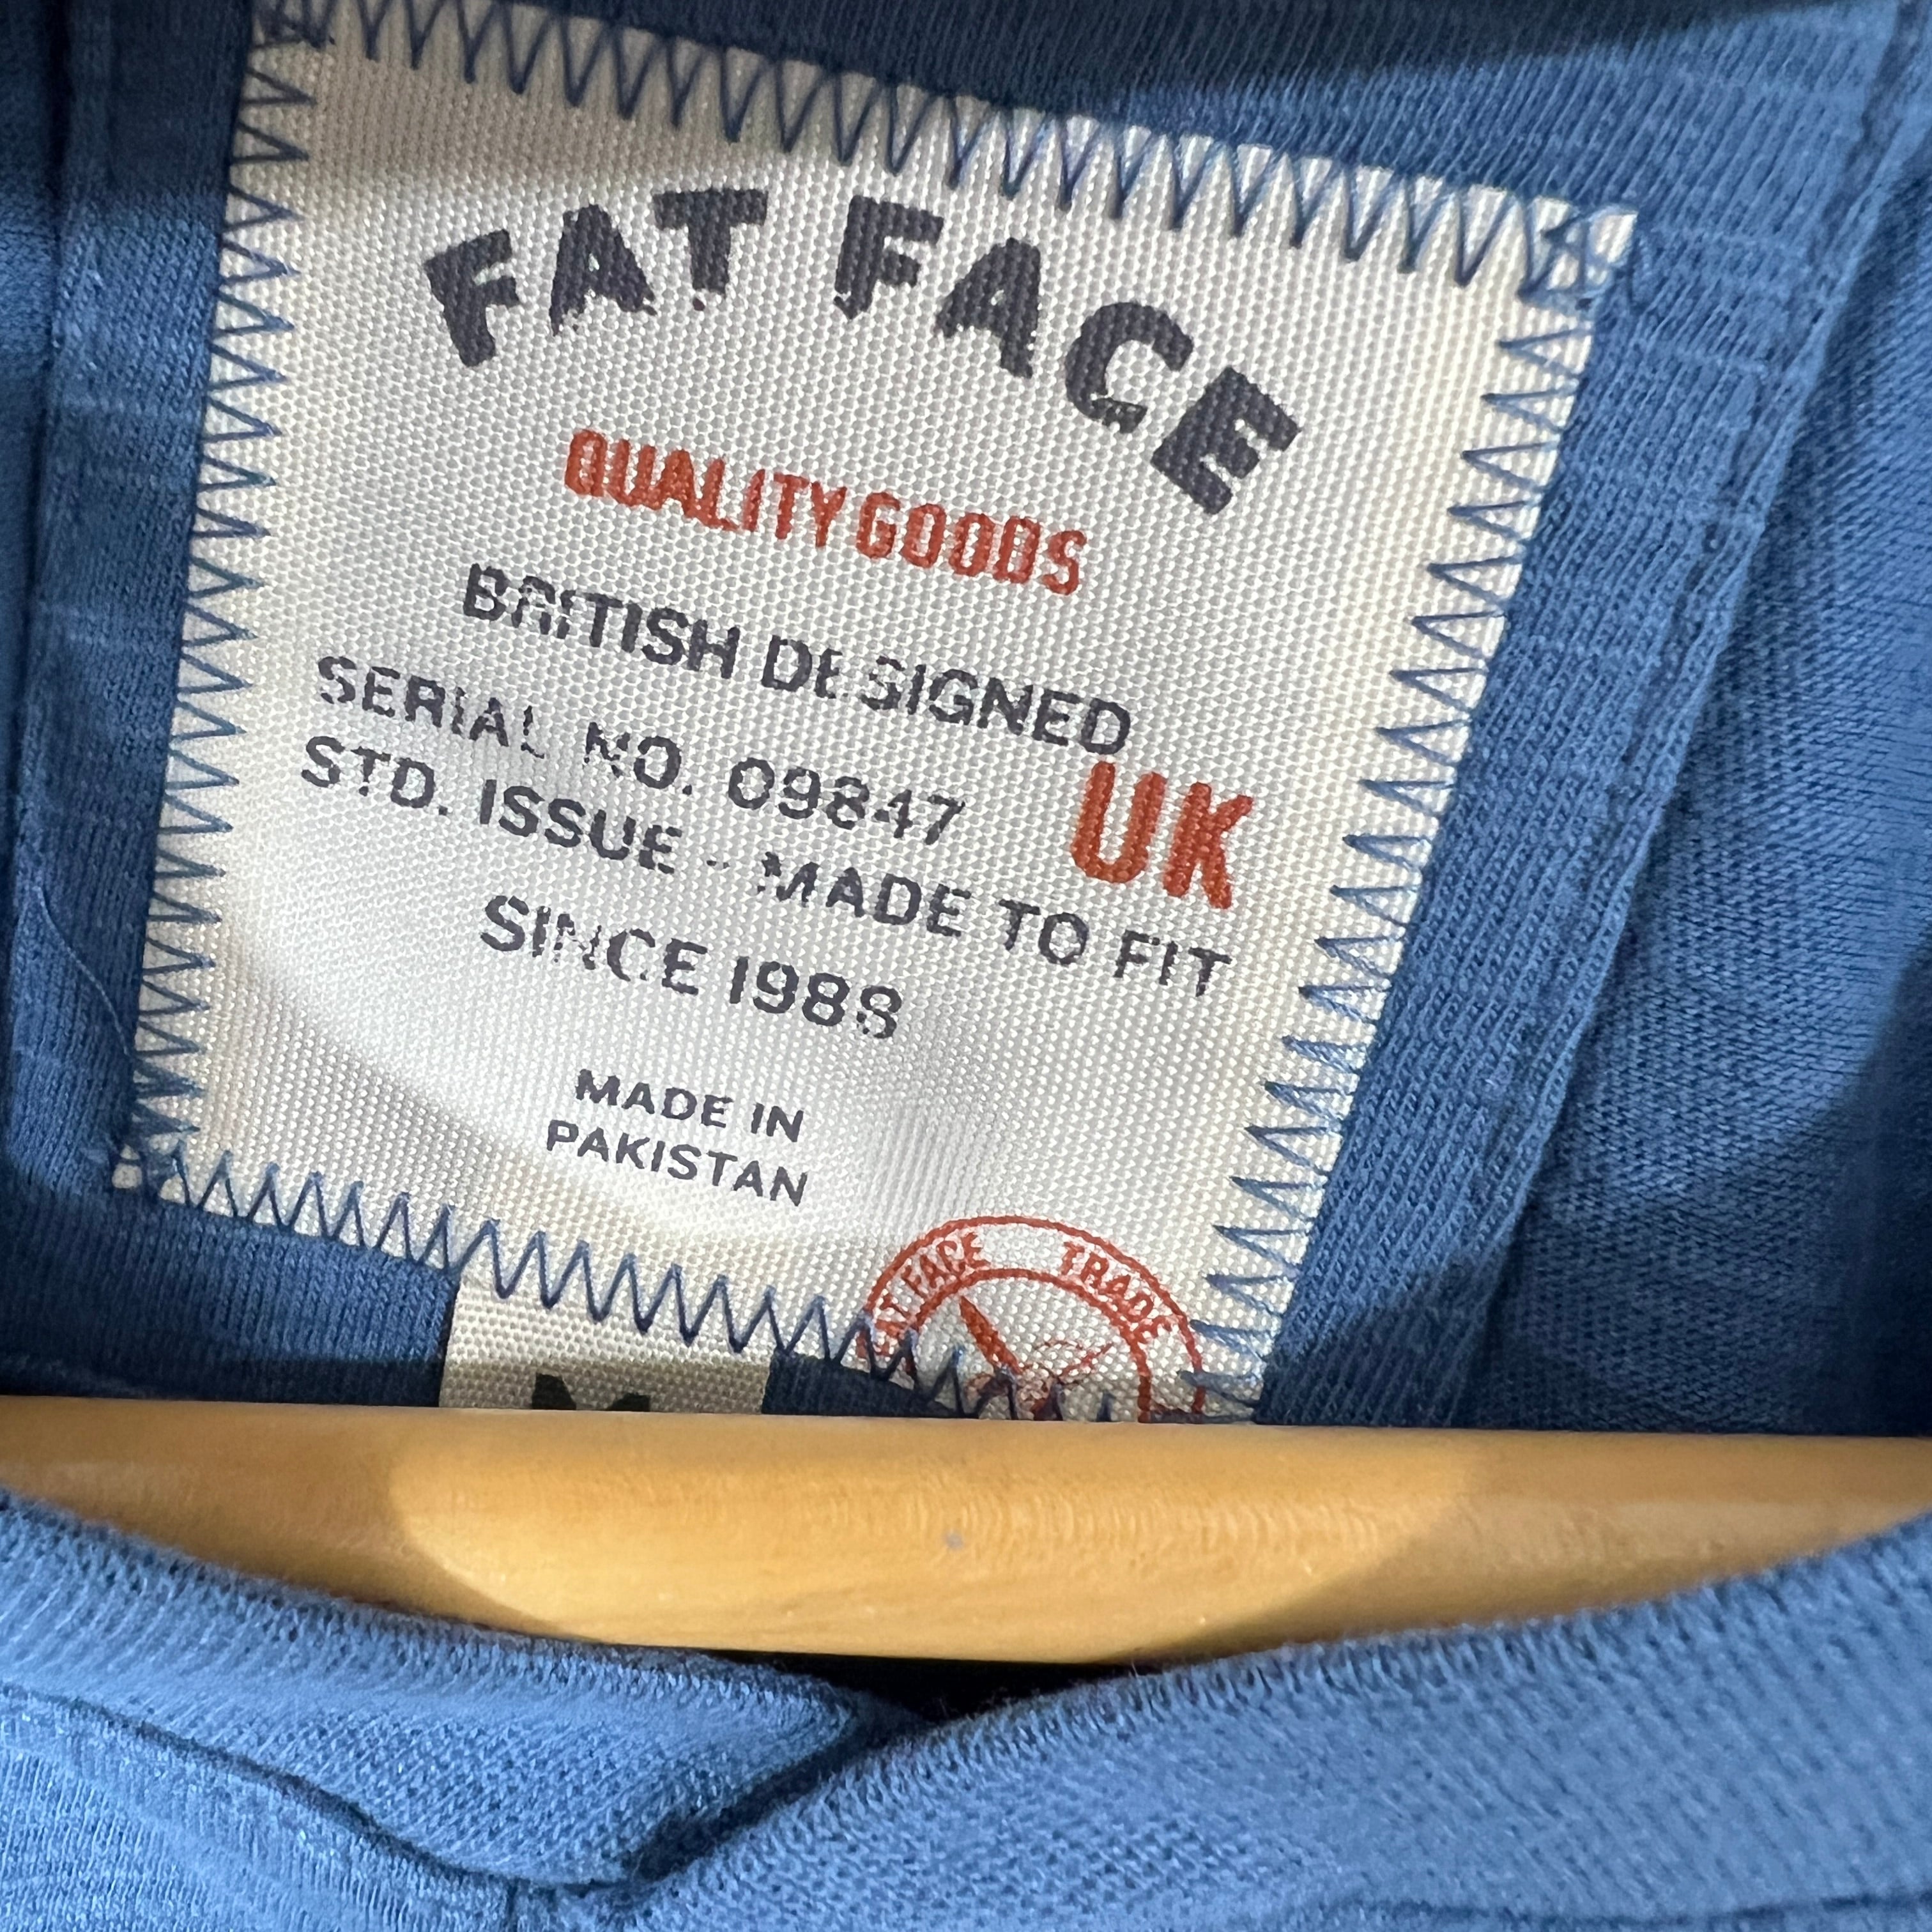 FAT FACE
QUALITY GOODS
BRITISH DESIGNED
SERIAL NO. 09847 UK
STD. ISSUE - MADE TO FIT
SINCE 1988
MADE IN
PAKISTAN
FAT FACE TRADE
M